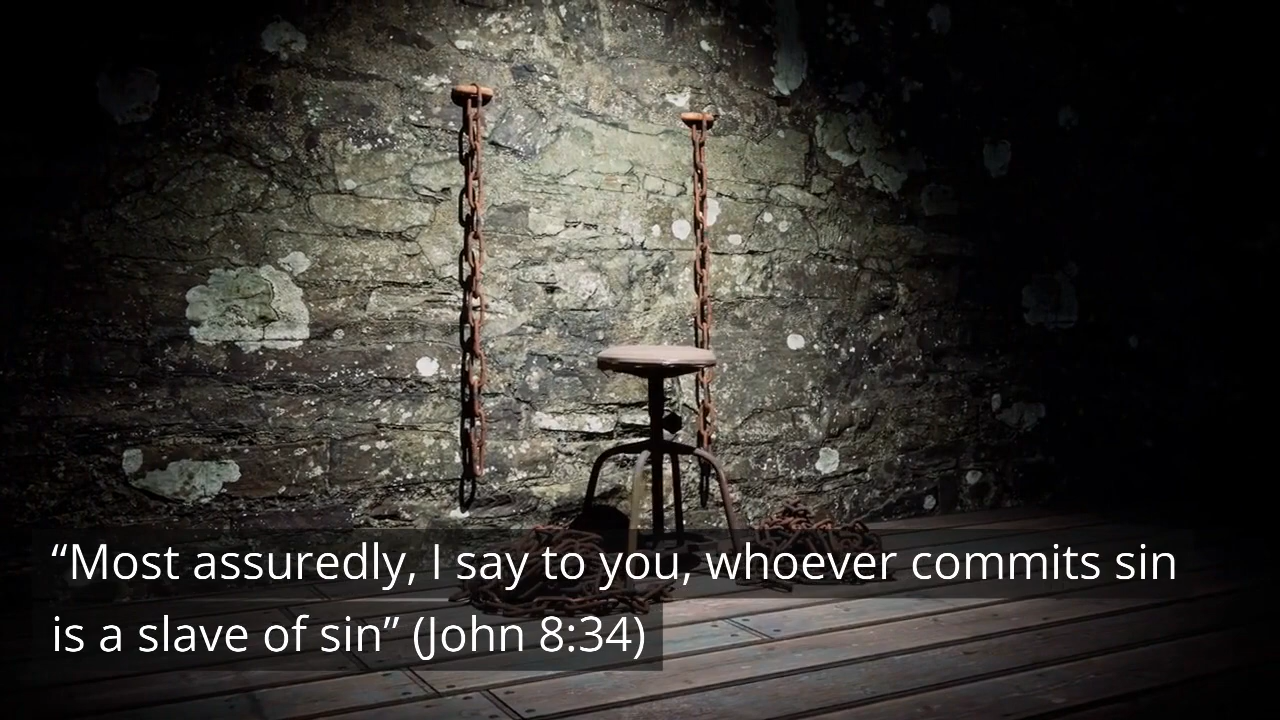 “Most assuredly, I say to you, whoever commits sin
is a slave of sin” (John 8:34)